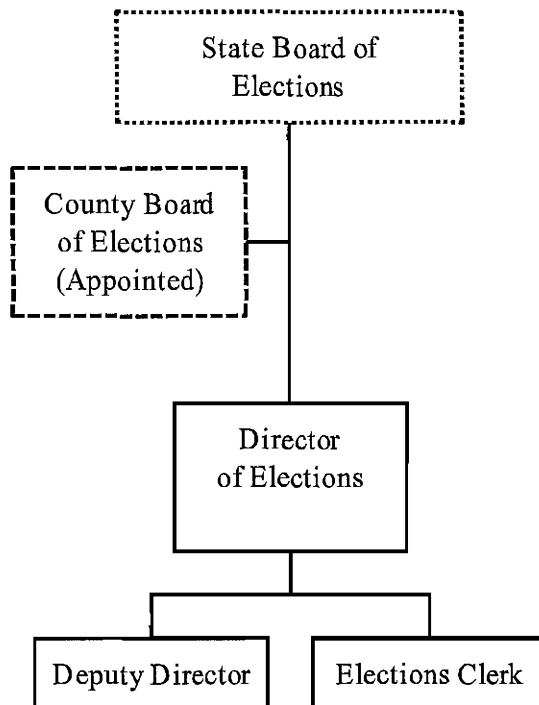 State Board of
Elections
County Board
of Elections
(Appointed)
Director
of Elections
Deputy Director
Elections Clerk